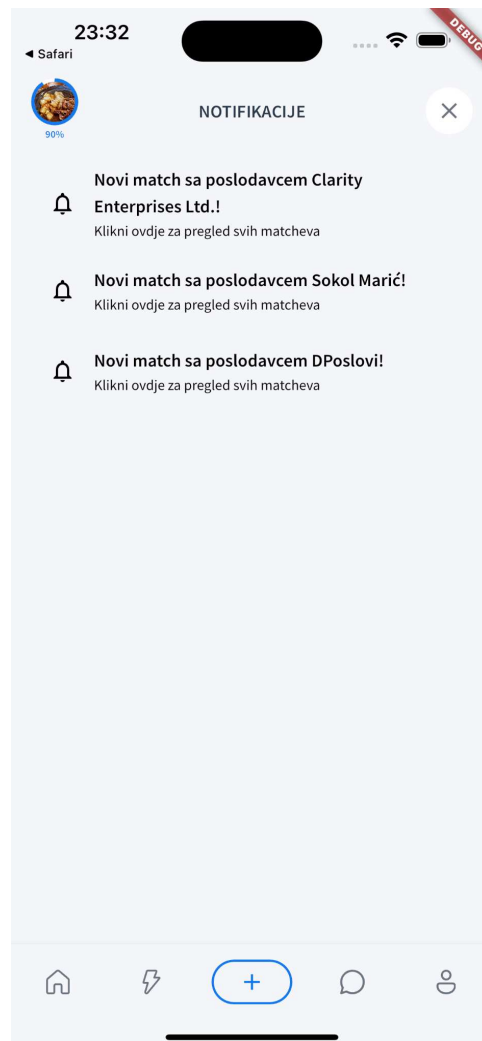 23:32
DEBUG
◀ Safari
NOTIFIKACIJE
90%
Novi match sa poslodavcem Clarity
Enterprises Ltd.!
Klikni ovdje za pregled svih matcheva
Novi match sa poslodavcem Sokol Marić!
Klikni ovdje za pregled svih matcheva
Novi match sa poslodavcem DPoslovi!
Klikni ovdje za pregled svih matcheva